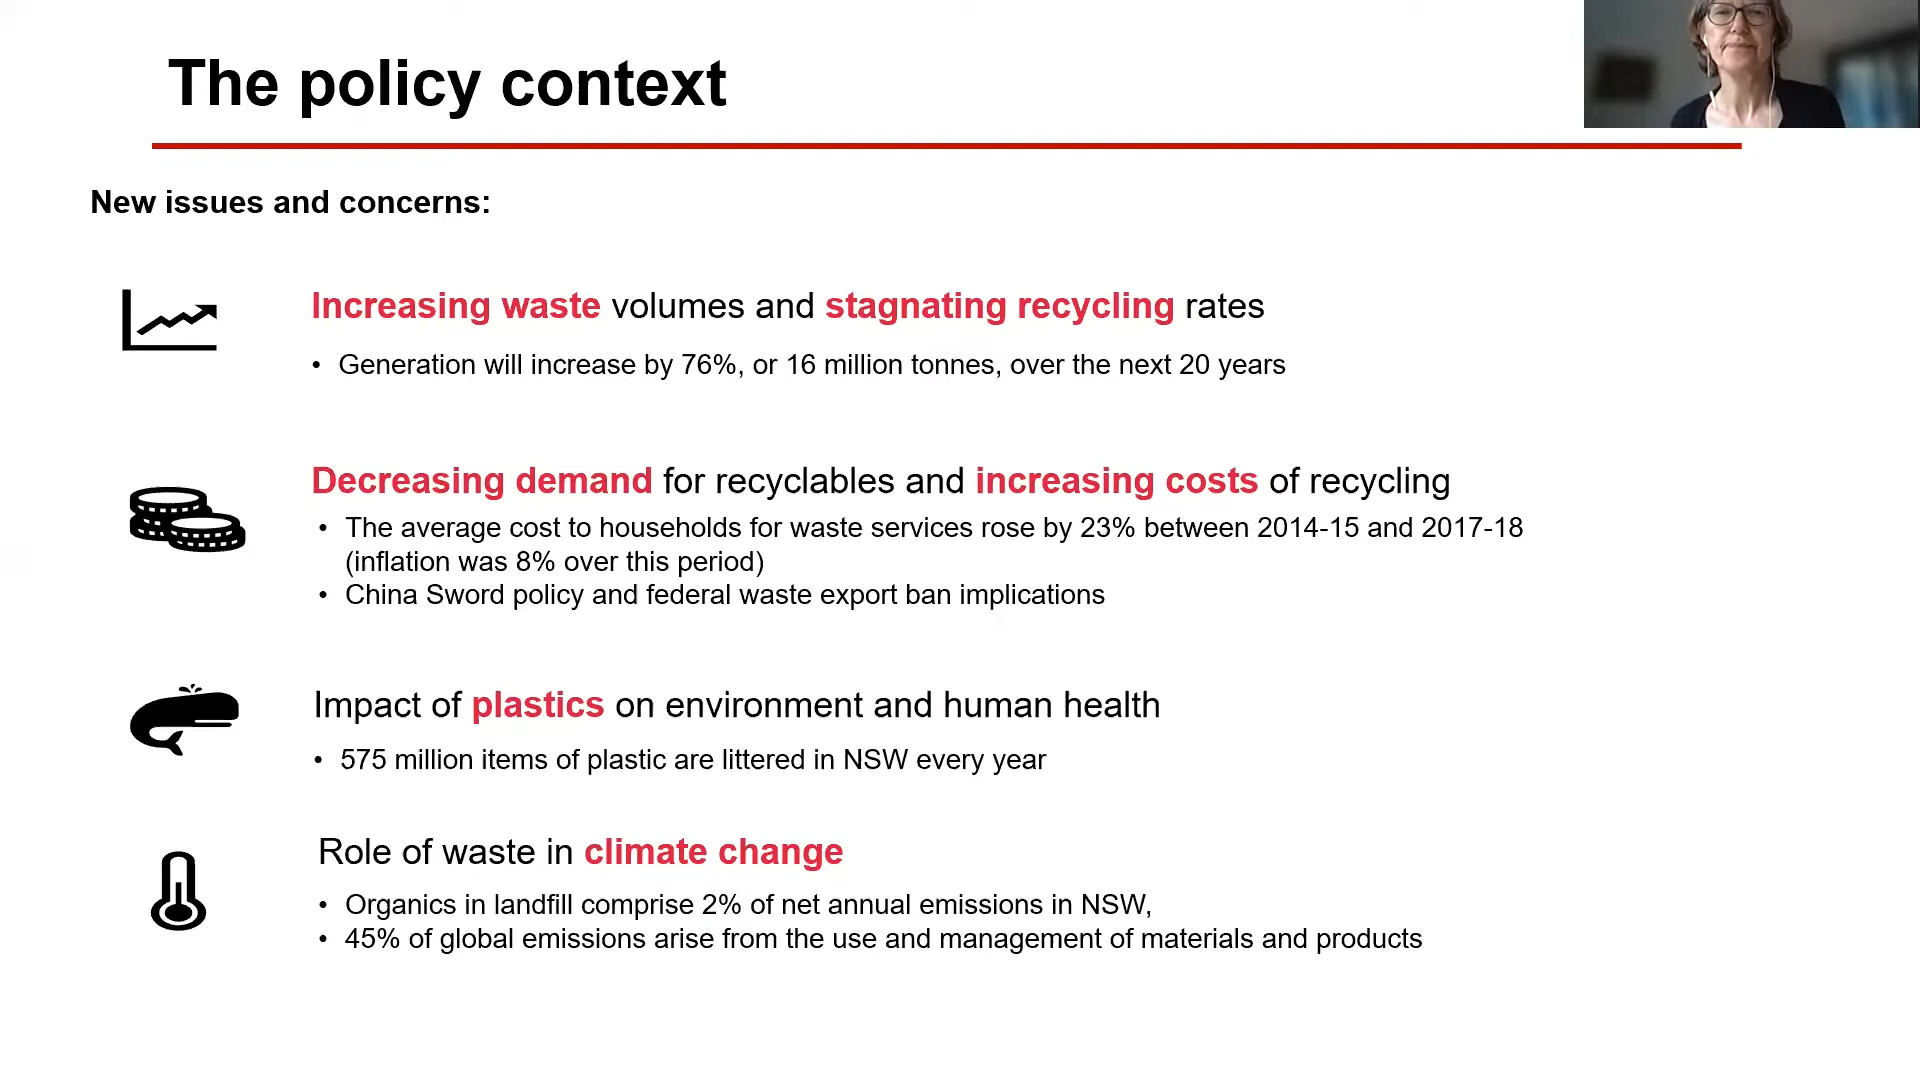 The policy context
New issues and concerns:
Increasing waste volumes and stagnating recycling rates
• Generation will increase by 76%, or 16 million tonnes, over the next 20 years
Decreasing demand for recyclables and increasing costs of recycling
• The average cost to households for waste services rose by 23% between 2014-15 and 2017-18
(inflation was 8% over this period)
• China Sword policy and federal waste export ban implications
Impact of plastics on environment and human health
• 575 million items of plastic are littered in NSW every year
Role of waste in climate change
• Organics in landfill comprise 2% of net annual emissions in NSW,
• 45% of global emissions arise from the use and management of materials and products